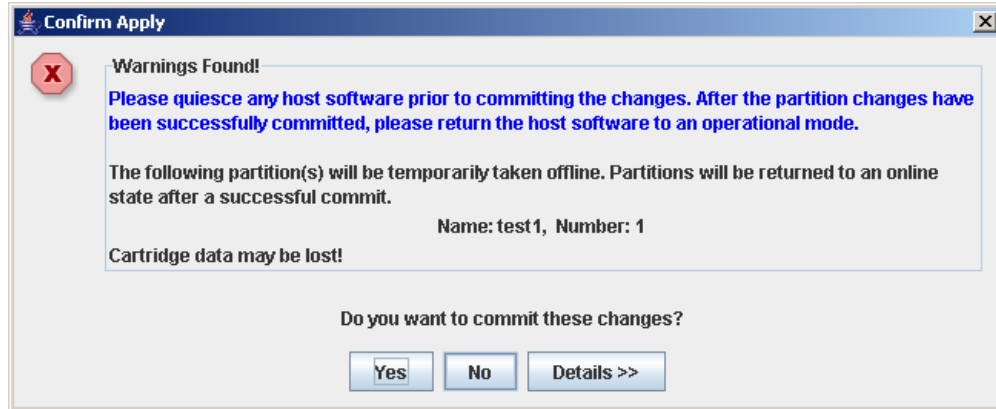 Confirm Apply
Warnings Found!
Please quiesce any host software prior to committing the changes. After the partition changes have
been successfully committed, please return the host software to an operational mode.
The following partition(s) will be temporarily taken offline. Partitions will be returned to an online
state after a successful commit.
Name: test1, Number: 1
Cartridge data may be lost!
Do you want to commit these changes?
Yes No Details >>